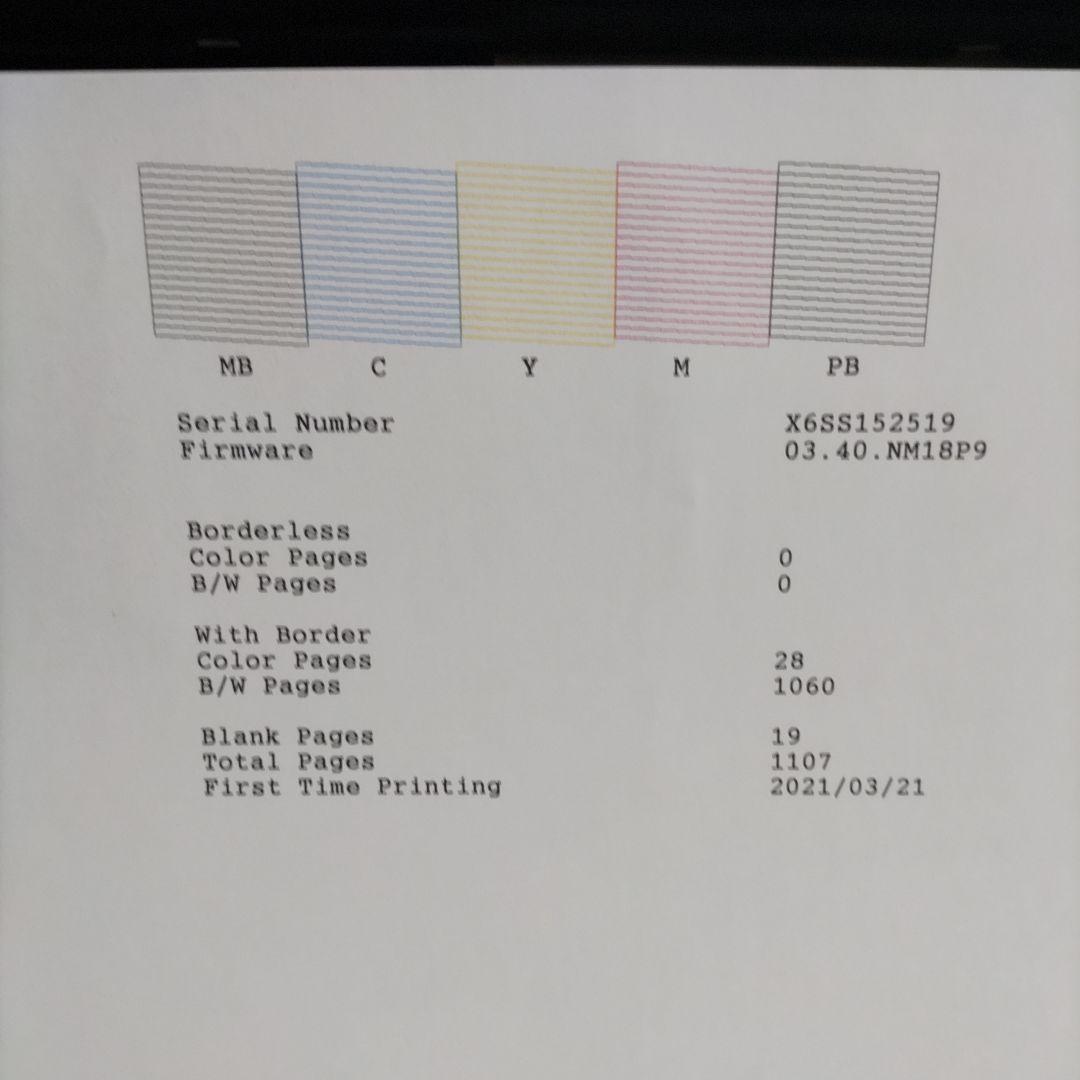 MB C Y M PB
Serial Number X6SS152519
Firmware 03.40.NM18P9
Borderless
Color Pages 0
B/W Pages 0
With Border
Color Pages 28
B/W Pages 1060
Blank Pages 19
Total Pages 1107
First Time Printing 2021/03/21